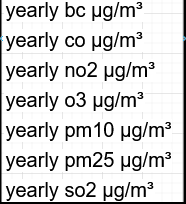 yearly bc μg/m³
yearly co μg/m³
yearly no2 μg/m³
yearly o3 μg/m³
yearly pm10 μg/m³
yearly pm25 μg/m³
yearly so2 μg/m³